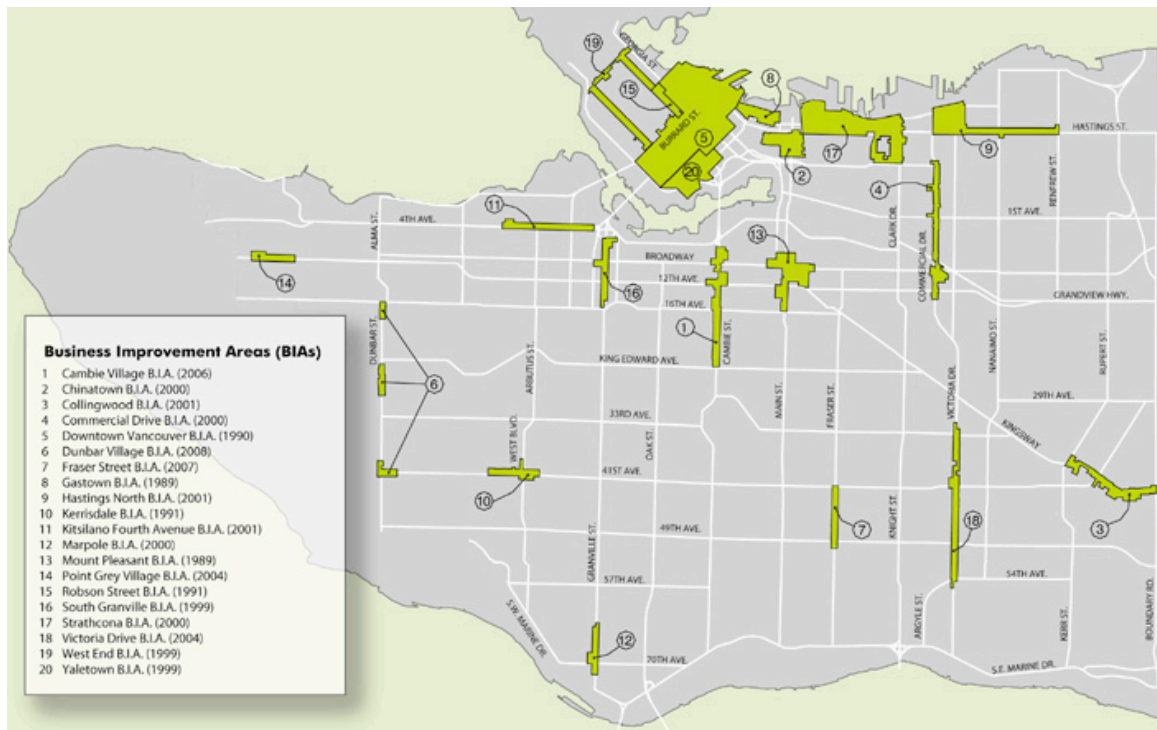 19
GEORGIA ST.
15
8
BURRARD ST.
5
20
2
17
9
HASTINGS ST.
4
RENFREW ST.
11
4TH AVE.
ALMA ST.
1ST AVE.
CLARK DR.
COMMERCIAL DR.
14
BROADWAY
13
12TH AVE.
16
16TH AVE.
GRANDVIEW HWY.
1
CAMBIE ST.
DUNBAR ST.
ARBUTUS ST.
KING EDWARD AVE.
NANAIMO ST.
RUPERT ST.
6
MAIN ST.
FRASER ST.
VICTORIA DR.
29TH AVE.
33RD AVE.
KINGSWAY
WEST BLVD.
OAK ST.
41ST AVE.
10
KNIGHT ST.
3
7
18
49TH AVE.
GRANVILLE ST.
57TH AVE.
54TH AVE.
S.W. MARINE DR.
ARGYLE ST.
KERR ST.
BOUNDARY RD.
12
70TH AVE.
S.E. MARINE DR.
Business Improvement Areas (BIAs)
1 Cambie Village B.I.A. (2006)
2 Chinatown B.I.A. (2000)
3 Collingwood B.I.A. (2001)
4 Commercial Drive B.I.A. (2000)
5 Downtown Vancouver B.I.A. (1990)
6 Dunbar Village B.I.A. (2008)
7 Fraser Street B.I.A. (2007)
8 Gastown B.I.A. (1989)
9 Hastings North B.I.A. (2001)
10 Kerrisdale B.I.A. (1991)
11 Kitsilano Fourth Avenue B.I.A. (2001)
12 Marpole B.I.A. (2000)
13 Mount Pleasant B.I.A. (1989)
14 Point Grey Village B.I.A. (2004)
15 Robson Street B.I.A. (1991)
16 South Granville B.I.A. (1999)
17 Strathcona B.I.A. (2000)
18 Victoria Drive B.I.A. (2004)
19 West End B.I.A. (1999)
20 Yaletown B.I.A. (1999)